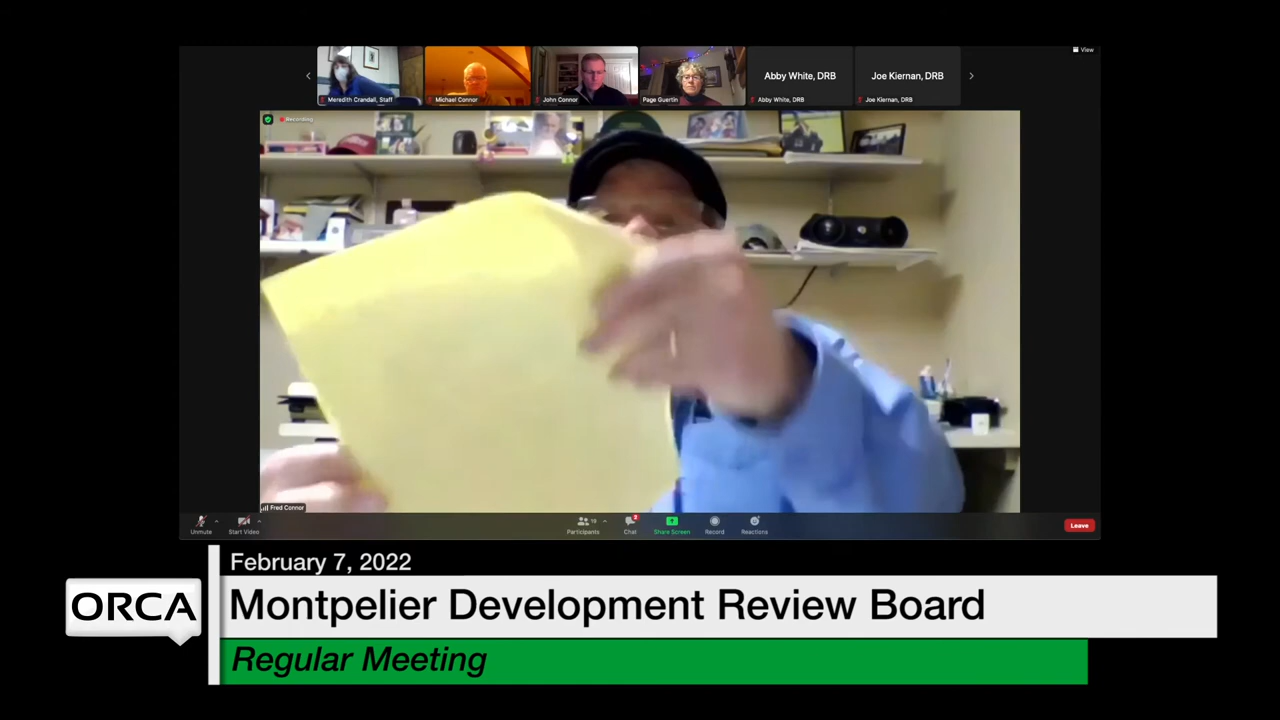 View
Abby White, DRB
Joe Kiernan, DRB
Meredith Crandall, Staff
Michael Connor
John Connor
Page Guertin
Abby White, DRB
Joe Kiernan, DRB
Recording
Fred Connor
Unmute
Start Video
Participants
Chat
Share Screen
Record
Reactions
Leave
February 7, 2022
ORCA
Montpelier Development Review Board
Regular Meeting